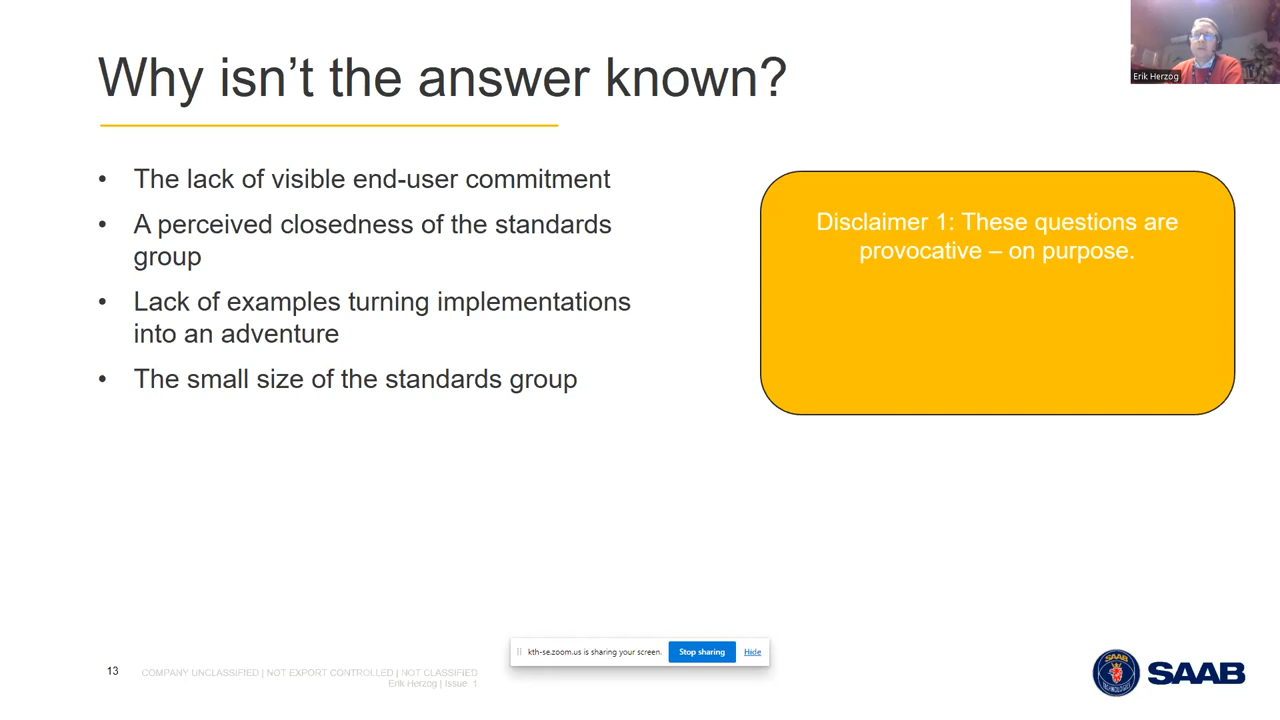 Why isn't the answer known?
Erik Herzog
• The lack of visible end-user commitment
• A perceived closedness of the standards
group
• Lack of examples turning implementations
into an adventure
• The small size of the standards group
Disclaimer 1: These questions are
provocative – on purpose.
kth-se.zoom.us is sharing your screen.
Stop sharing
Hide
13
COMPANY UNCLASSIFIED | NOT EXPORT CONTROLLED | NOT CLASSIFIED
Erik Herzog | Issue 1
SAAB
SAAB